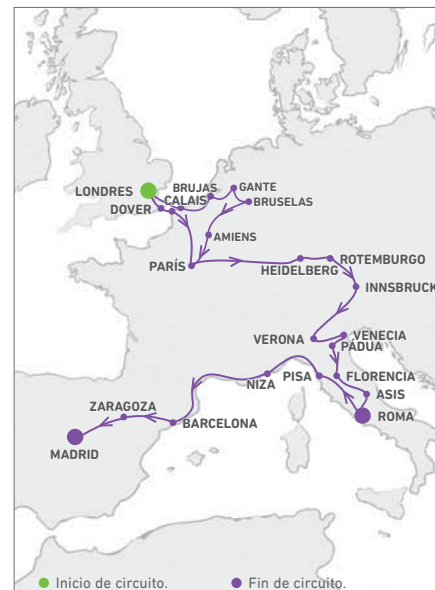 LONDRES
BRUJAS
GANTE
DOVER
CALAIS
BRUSELAS
AMIENS
PARÍS
HEIDELBERG
ROTEMBURGO
INNSBRUCK
VERONA
VENECIA
PÁDUA
NIZA
PISA
FLORENCIA
ASIS
ROMA
ZARAGOZA
BARCELONA
MADRID
Inicio de circuito.
Fin de circuito.